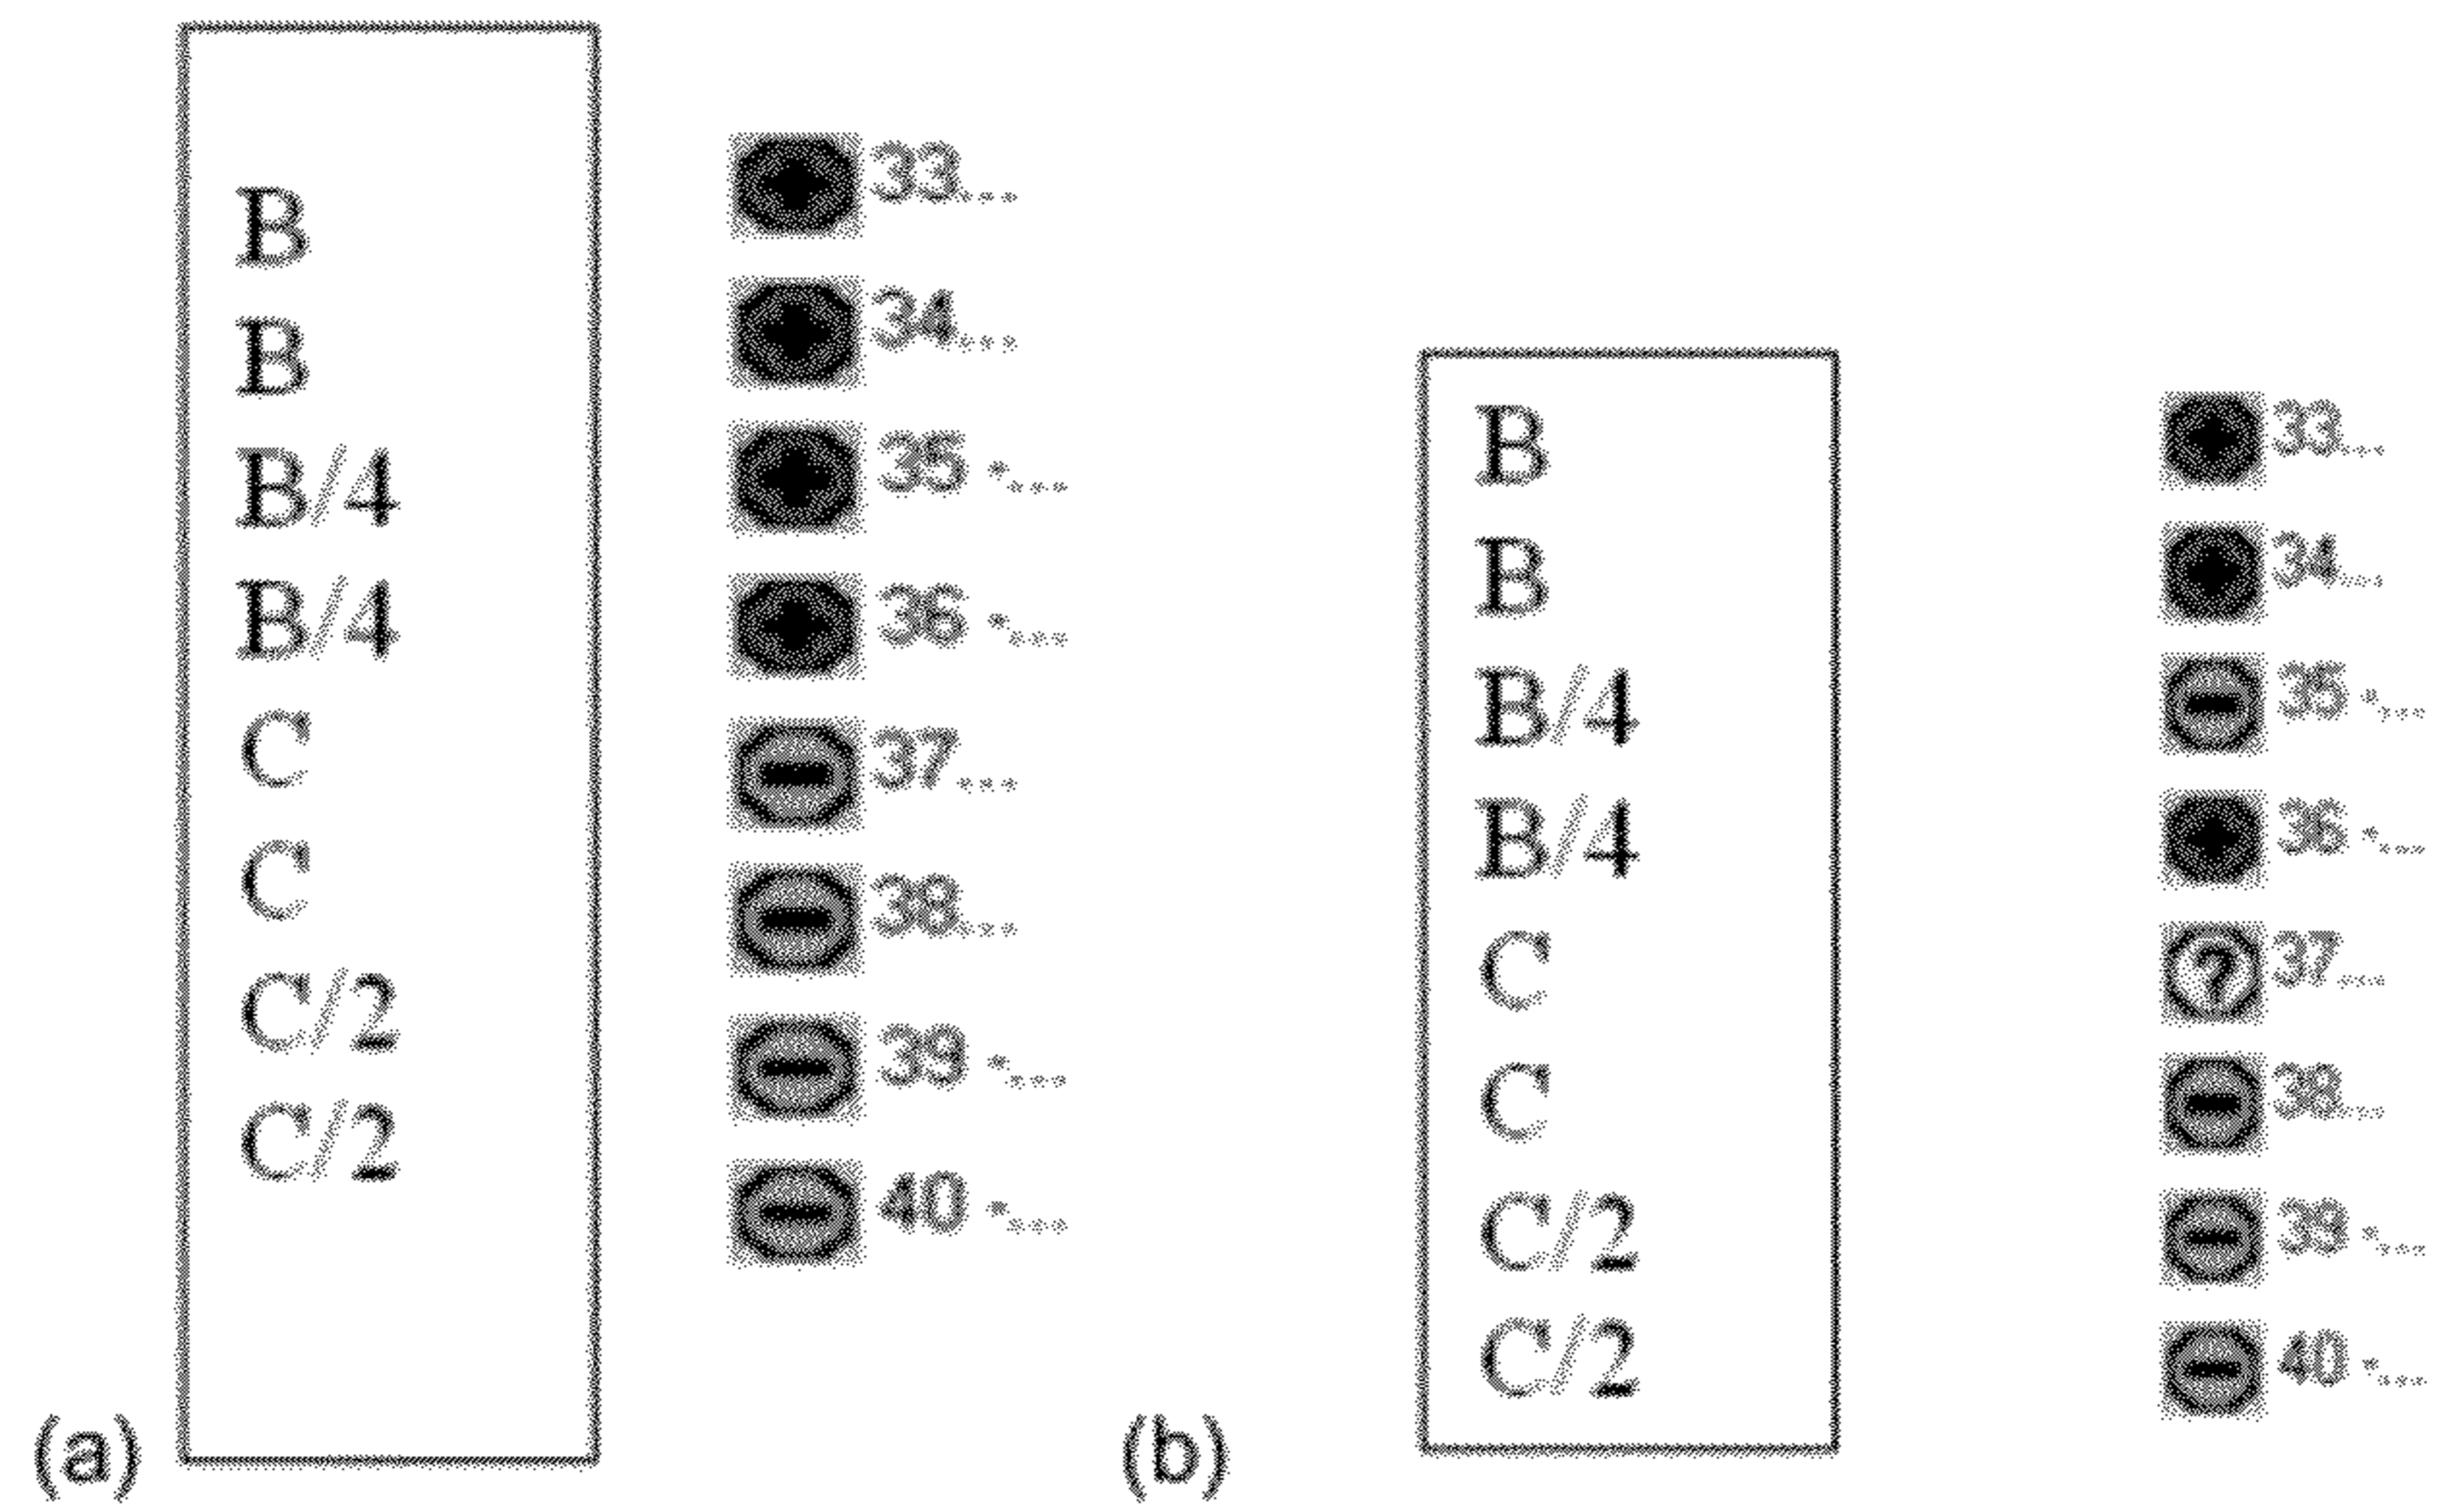 B
B
B/4
B/4
C
C
C/2
C/2
+ 33...
+ 34...
+ 35 *...
+ 36 *...
- 37...
- 38...
- 39 *...
- 40 *...
(a)
B
B
B/4
B/4
C
C
C/2
C/2
+ 33...
+ 34...
- 35 *...
+ 36 *...
? 37...
- 38...
- 39 *...
- 40 *...
(b)